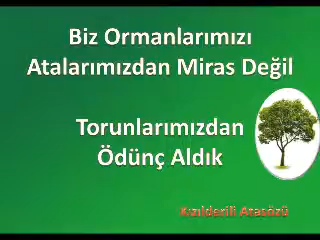 Biz Ormanlarımızı
Atalarımızdan Miras Değil
Torunlarımızdan
Ödünç Aldık
Kızılderili Atasözü